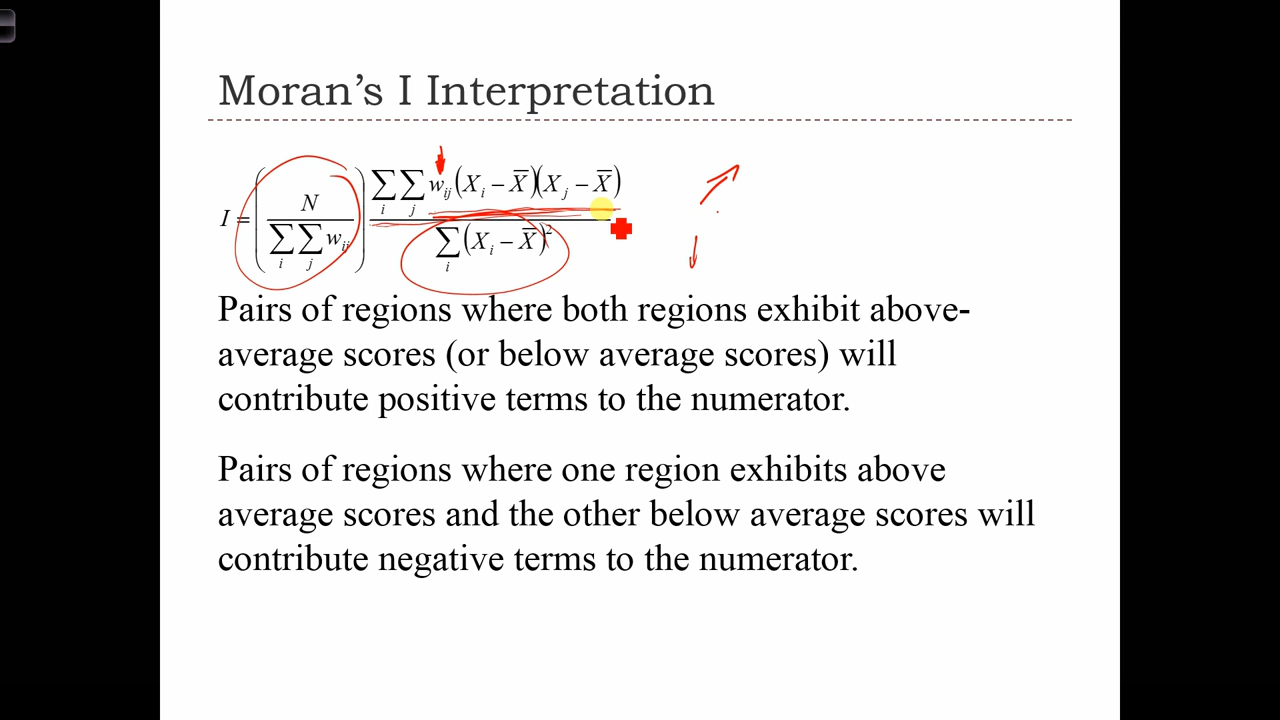 Moran’s I Interpretation
I = ( N / ∑i ∑j wij ) ∑i ∑j wij (Xi − X̅)(Xj − X̅) / ∑i (Xi − X̅)²
Pairs of regions where both regions exhibit above-
average scores (or below average scores) will
contribute positive terms to the numerator.
Pairs of regions where one region exhibits above
average scores and the other below average scores will
contribute negative terms to the numerator.